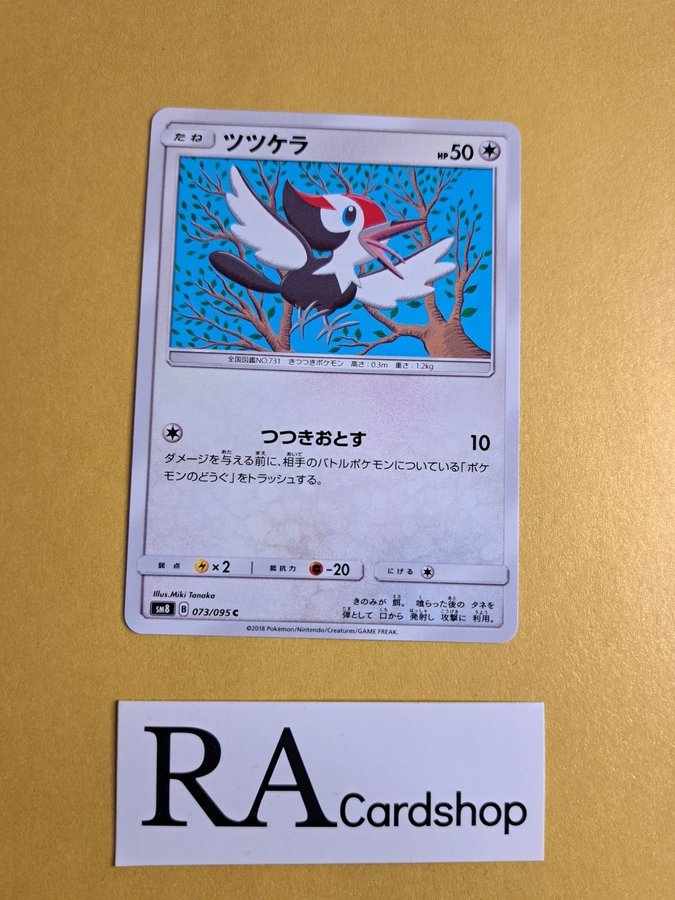 たね ツツケラ HP 50
全国図鑑NO.731 きつつきポケモン 高さ:0.3m 重さ:1.2kg
つつきおとす 10
ダメージを与える前に、相手のバトルポケモンについている「ポケ
モンのどうぐ」をトラッシュする。
弱点 ×2 抵抗力 -20 にげる
Illus.Miki Tanaka
きのみが 餌。 喰らった後の タネを
弾として 口から 発射し 攻撃に 利用。
SM8 B 073/095 C
©2018 Pokémon/Nintendo/Creatures/GAME FREAK.
RA Cardshop